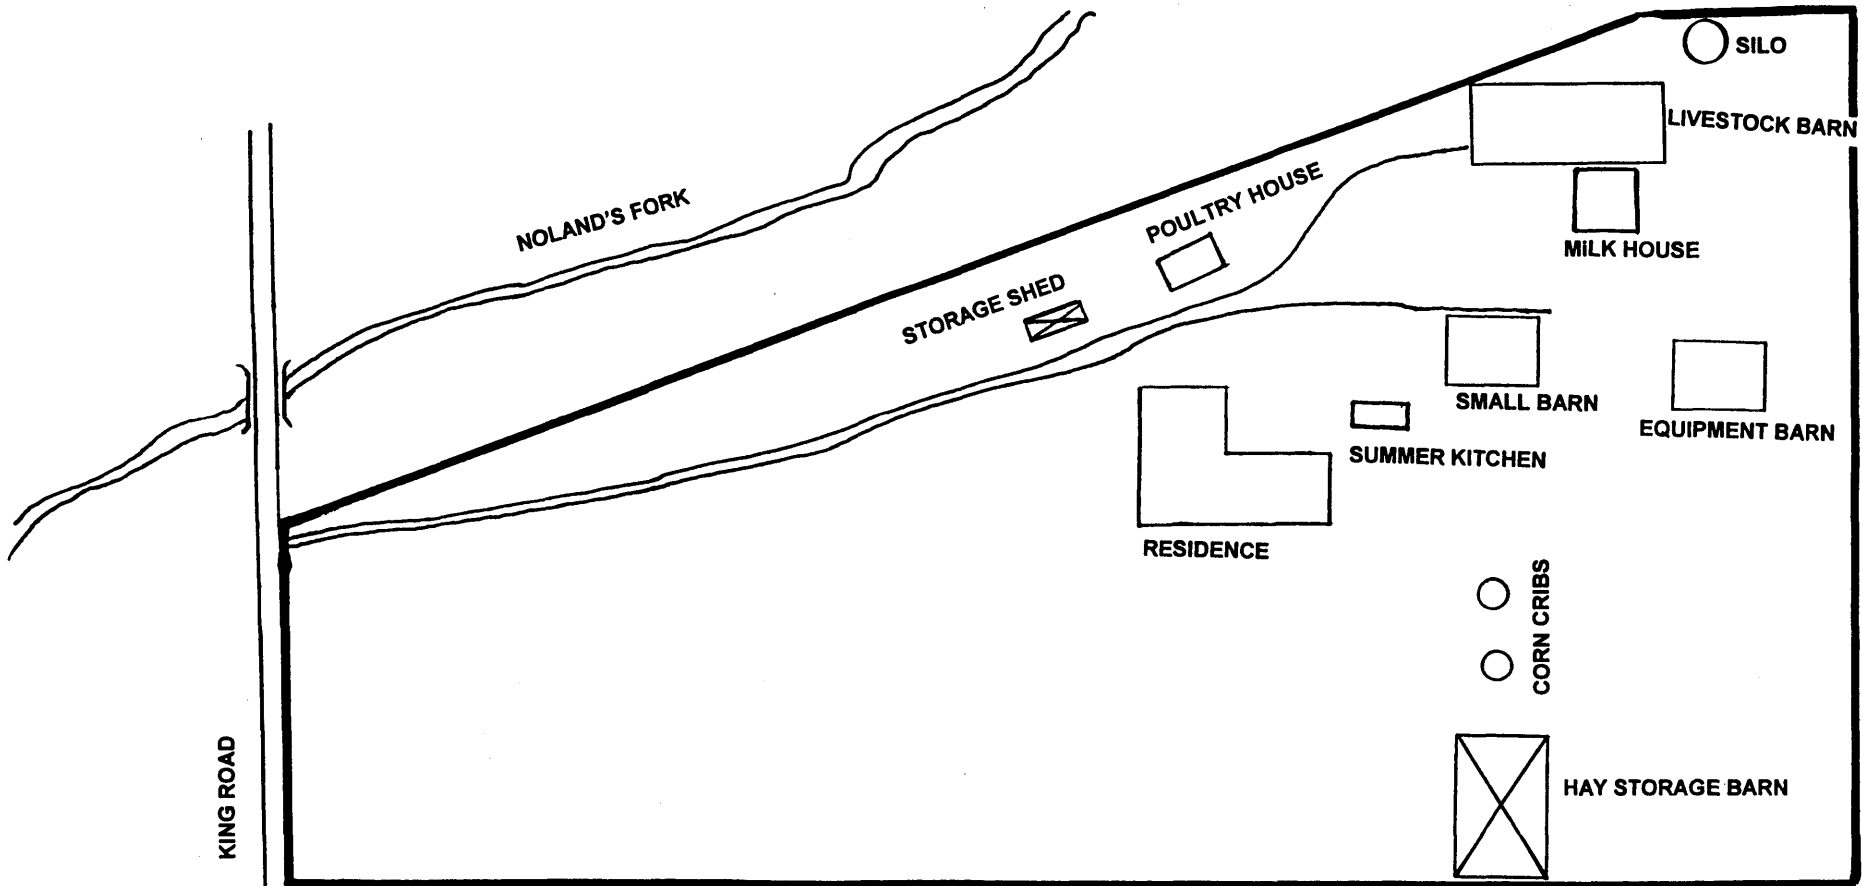 SILO
LIVESTOCK BARN
NOLAND'S FORK
POULTRY HOUSE
MILK HOUSE
STORAGE SHED
SMALL BARN
EQUIPMENT BARN
SUMMER KITCHEN
RESIDENCE
CORN CRIBS
KING ROAD
HAY STORAGE BARN